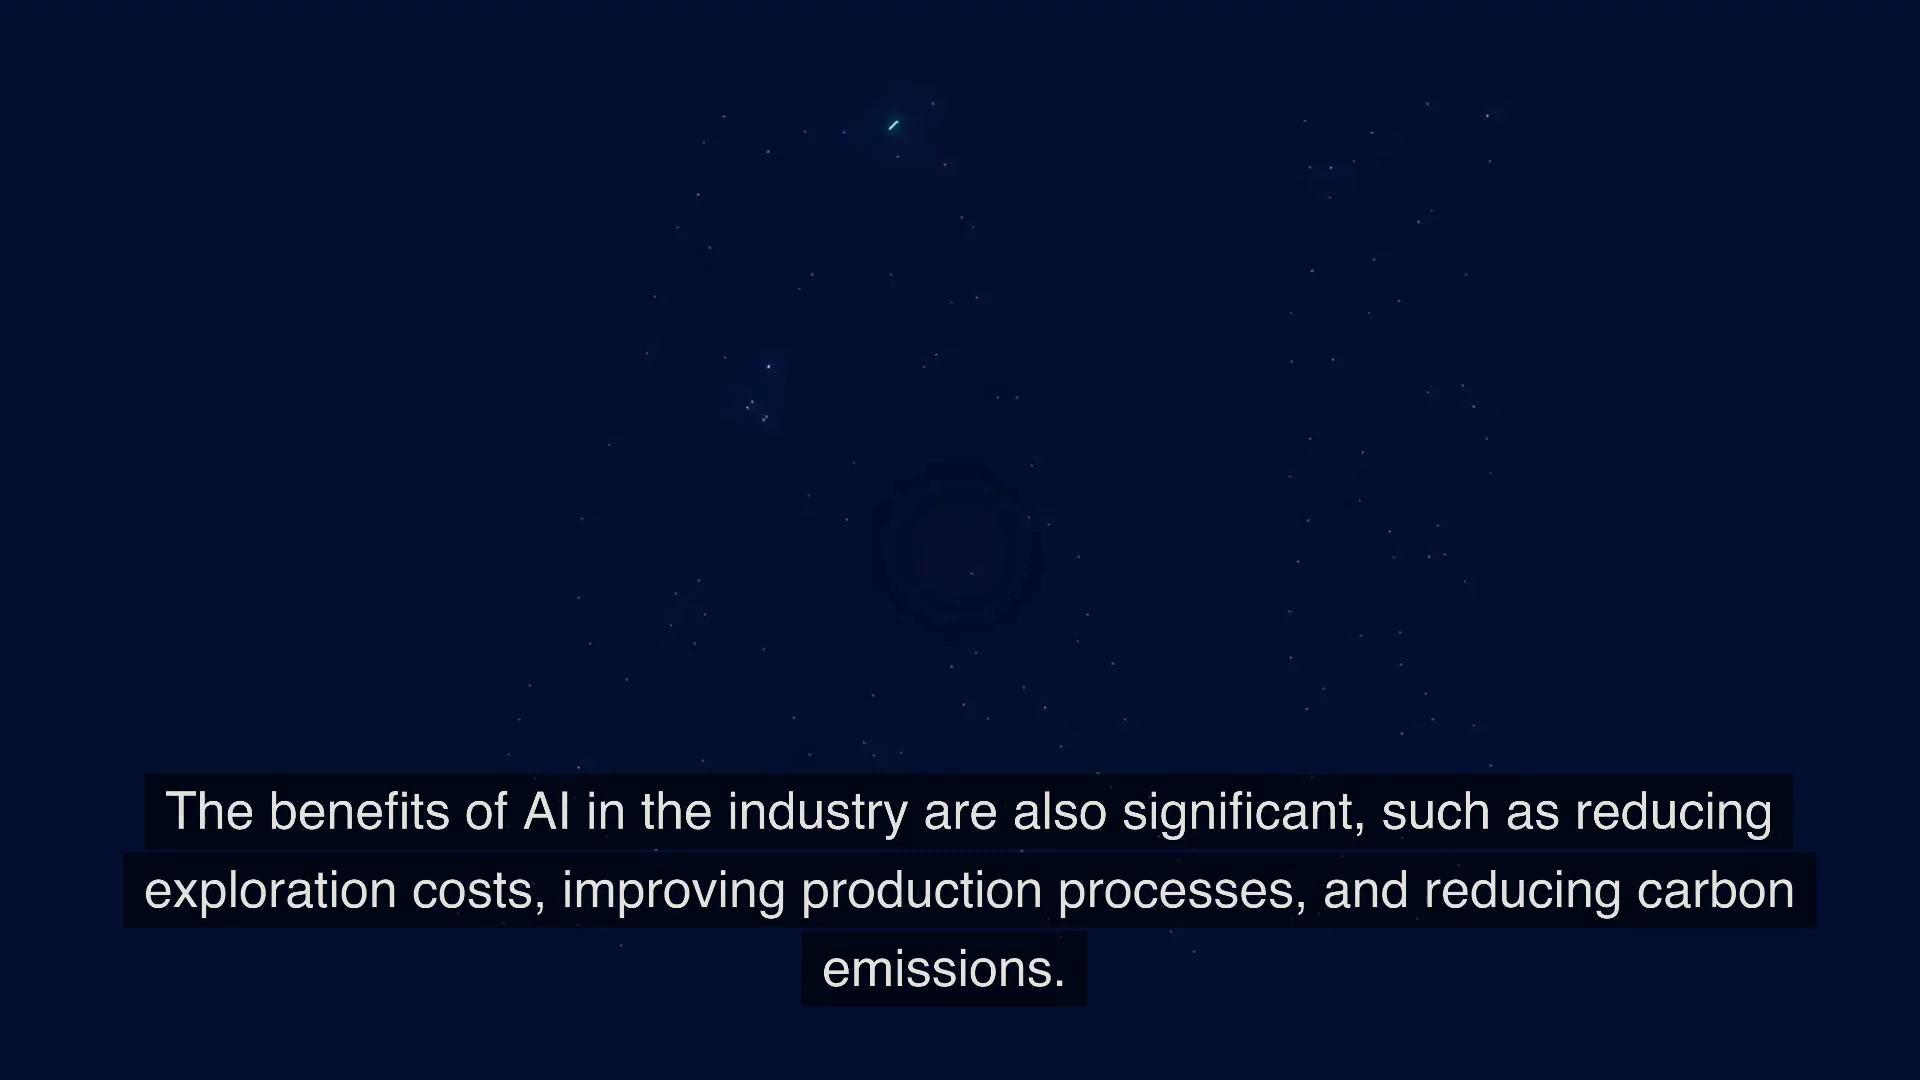 The benefits of AI in the industry are also significant, such as reducing
exploration costs, improving production processes, and reducing carbon
emissions.